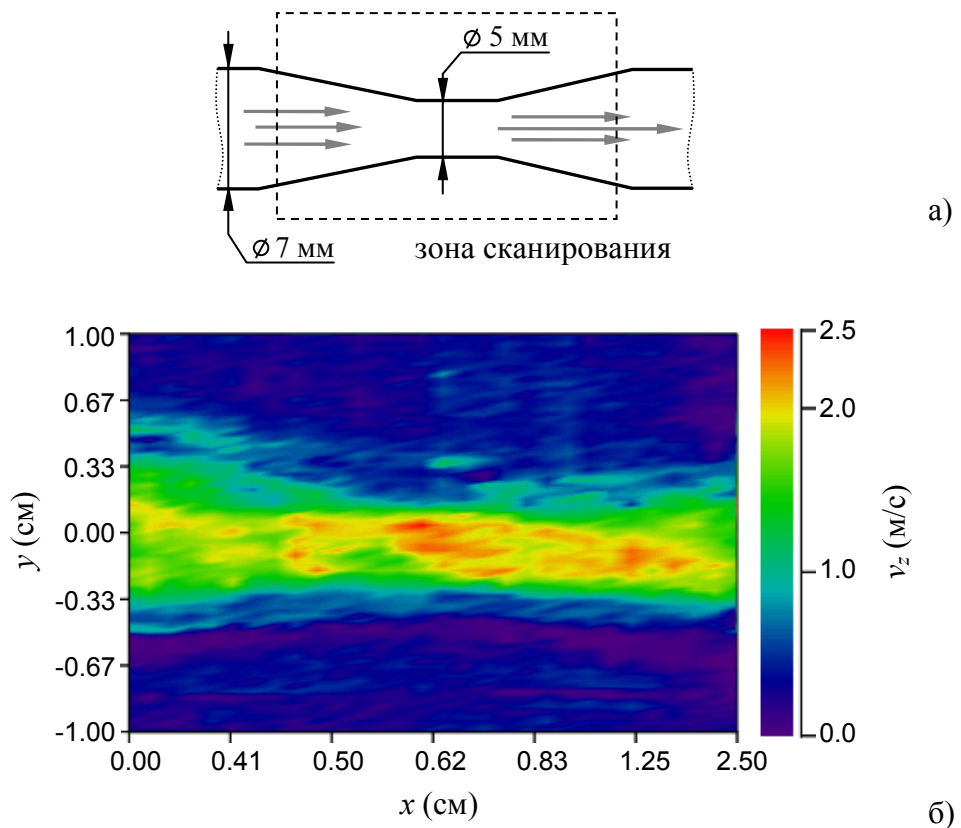 ⌀ 5 мм
⌀ 7 мм
зона сканирования
а)
1.00
0.67
0.33
0.00
-0.33
-0.67
-1.00
y (см)
0.00 0.41 0.50 0.62 0.83 1.25 2.50
x (см)
2.5
2.0
1.0
0.0
v_z (м/с)
б)